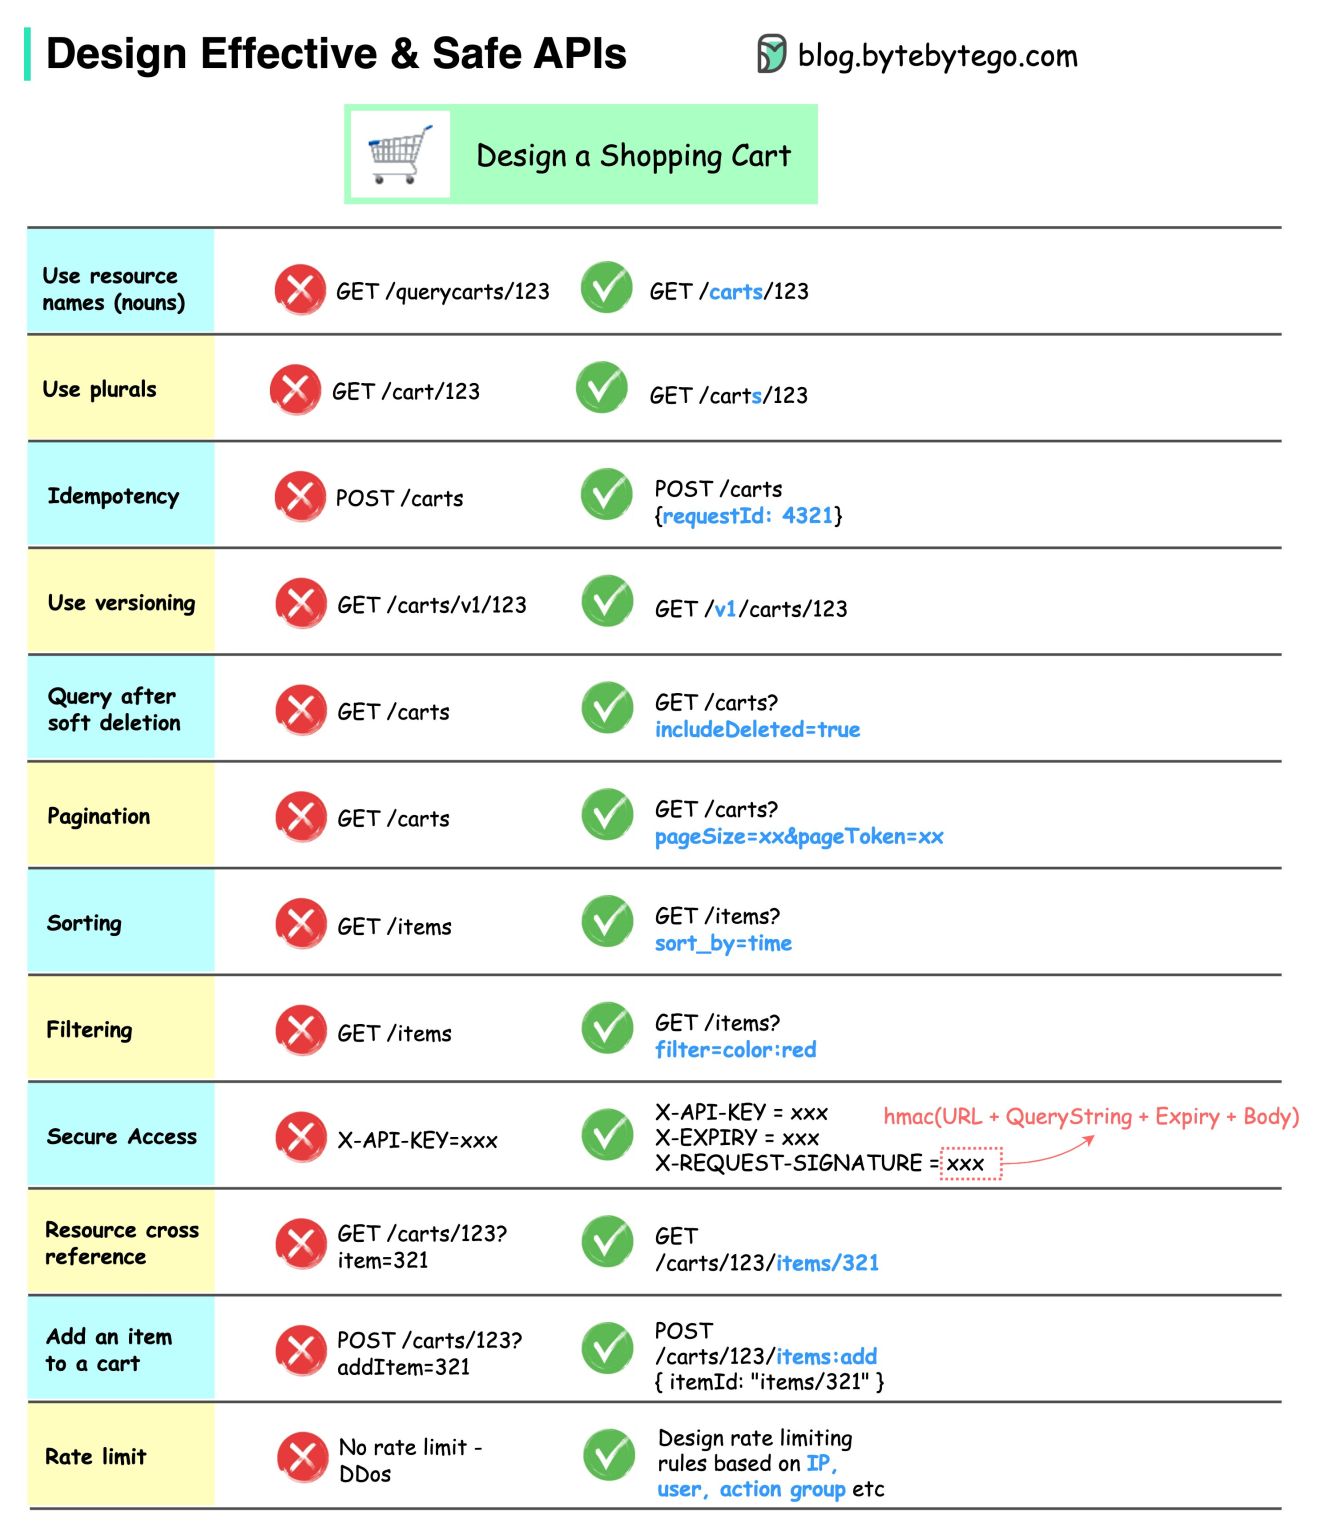 Design Effective & Safe APIs
blog.bytebytego.com
Design a Shopping Cart
Use resource
names (nouns)
GET /querycarts/123
GET /carts/123
Use plurals
GET /cart/123
GET /carts/123
Idempotency
POST /carts
POST /carts
{requestId: 4321}
Use versioning
GET /carts/v1/123
GET /v1/carts/123
Query after
soft deletion
GET /carts
GET /carts?
includeDeleted=true
Pagination
GET /carts
GET /carts?
pageSize=xx&pageToken=xx
Sorting
GET /items
GET /items?
sort_by=time
Filtering
GET /items
GET /items?
filter=color:red
Secure Access
X-API-KEY=xxx
X-API-KEY = xxx
X-EXPIRY = xxx
X-REQUEST-SIGNATURE = xxx
hmac(URL + QueryString + Expiry + Body)
Resource cross
reference
GET /carts/123?
item=321
GET
/carts/123/items/321
Add an item
to a cart
POST /carts/123?
addItem=321
POST
/carts/123/items:add
{ itemId: "items/321" }
Rate limit
No rate limit -
DDos
Design rate limiting
rules based on IP,
user, action group etc